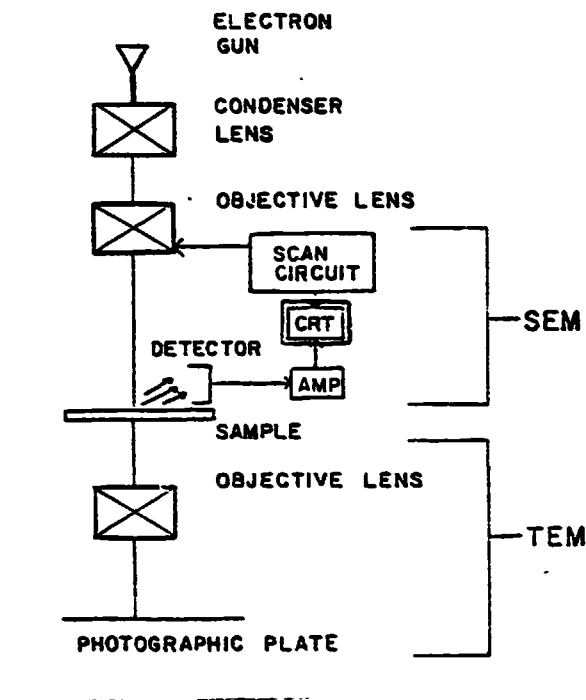 ELECTRON
GUN
CONDENSER
LENS
OBJECTIVE LENS
SCAN
CIRCUIT
CRT
SEM
DETECTOR
AMP
SAMPLE
OBJECTIVE LENS
TEM
PHOTOGRAPHIC PLATE